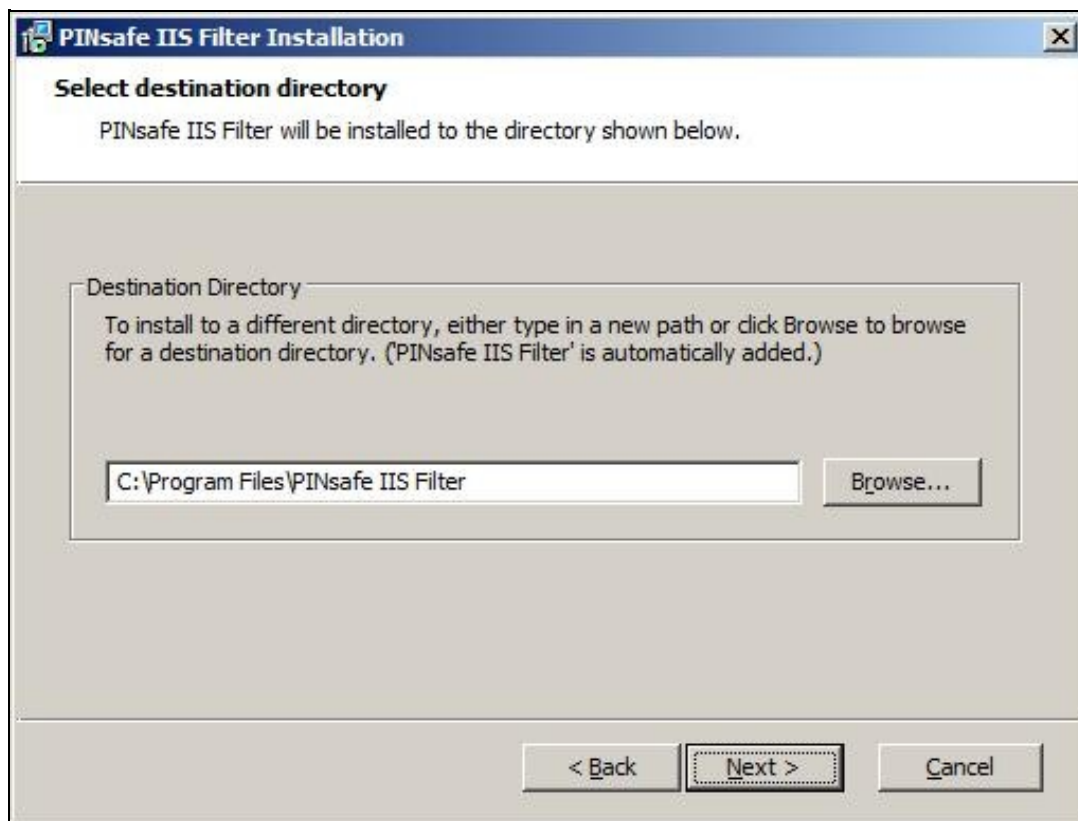 PINsafe IIS Filter Installation
Select destination directory
PINsafe IIS Filter will be installed to the directory shown below.
Destination Directory
To install to a different directory, either type in a new path or click Browse to browse
for a destination directory. ('PINsafe IIS Filter' is automatically added.)
C:\Program Files\PINsafe IIS Filter
Browse...
< Back
Next >
Cancel